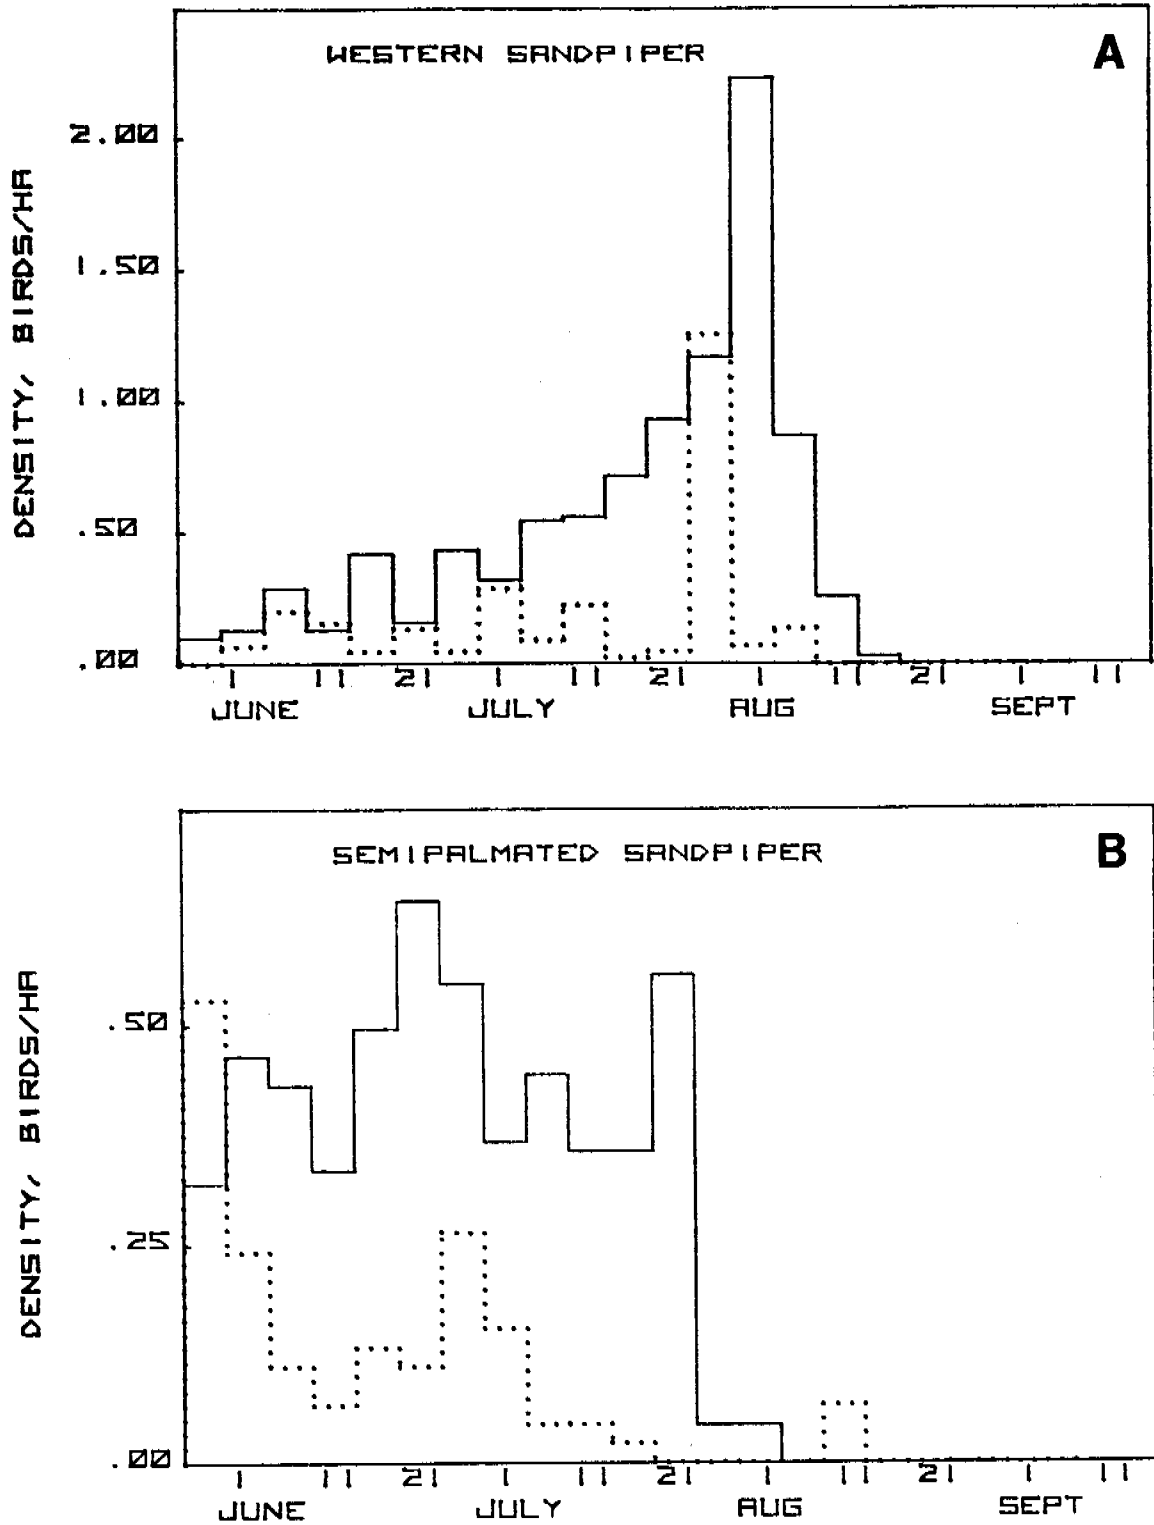 WESTERN SANDPIPER
A
DENSITY, BIRDS/HA
2.00
1.50
1.00
.50
.00
1 11 21 1 11 21 1 11 21 1 11
JUNE JULY AUG SEPT
SEMIPALMATED SANDPIPER
B
DENSITY, BIRDS/HA
.50
.25
.00
1 11 21 1 11 21 1 11 21 1 11
JUNE JULY AUG SEPT